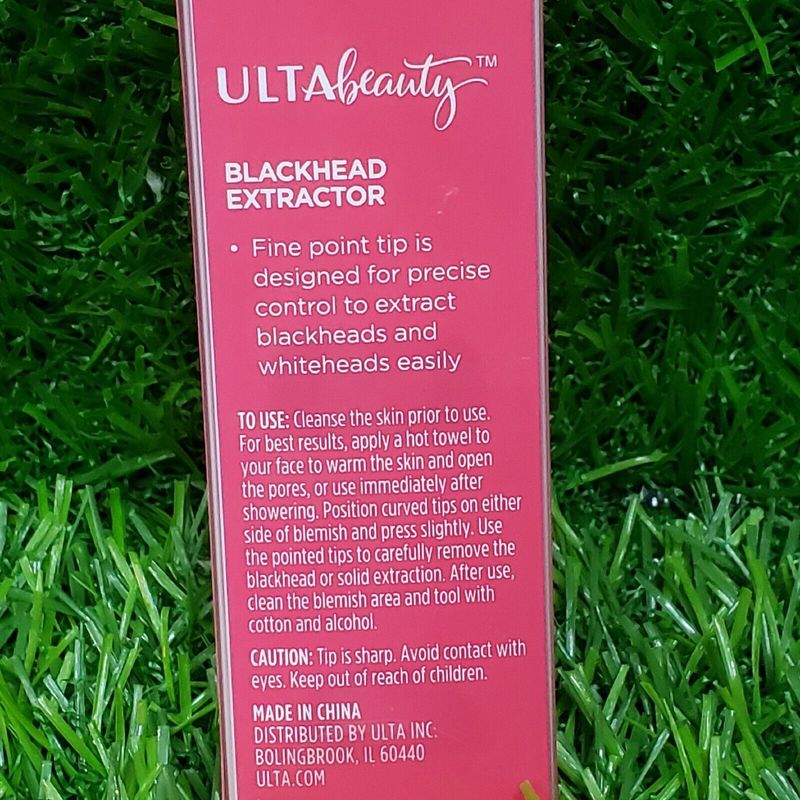 ULTAbeauty™
BLACKHEAD
EXTRACTOR
• Fine point tip is
designed for precise
control to extract
blackheads and
whiteheads easily
TO USE: Cleanse the skin prior to use.
For best results, apply a hot towel to
your face to warm the skin and open
the pores, or use immediately after
showering. Position curved tips on either
side of blemish and press slightly. Use
the pointed tips to carefully remove the
blackhead or solid extraction. After use,
clean the blemish area and tool with
cotton and alcohol.
CAUTION: Tip is sharp. Avoid contact with
eyes. Keep out of reach of children.
MADE IN CHINA
DISTRIBUTED BY ULTA INC.
BOLINGBROOK, IL 60440
ULTA.COM